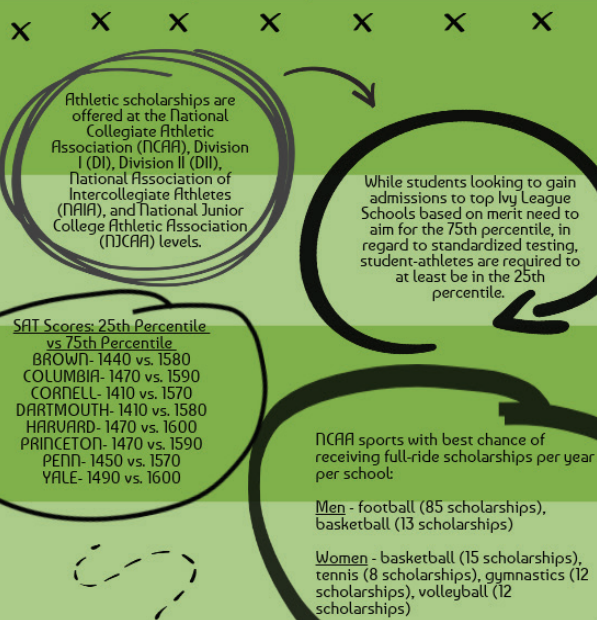 Athletic scholarships are
offered at the National
Collegiate Athletic
Association (NCAA), Division
I (DI), Division II (DII),
National Association of
Intercollegiate Athletes
(NAIA), and National Junior
College Athletic Association
(NJCAA) levels.
While students looking to gain
admissions to top Ivy League
Schools based on merit need to
aim for the 75th percentile, in
regard to standardized testing,
student-athletes are required to
at least be in the 25th
percentile.
SAT Scores: 25th Percentile
vs 75th Percentile
BROWN- 1440 vs. 1580
COLUMBIA- 1470 vs. 1590
CORNELL- 1410 vs. 1570
DARTMOUTH- 1410 vs. 1580
HARVARD- 1470 vs. 1600
PRINCETON- 1470 vs. 1590
PENN- 1450 vs. 1570
YALE- 1490 vs. 1600
NCAA sports with best chance of
receiving full-ride scholarships per year
per school:
Men - football (85 scholarships),
basketball (13 scholarships)
Women - basketball (15 scholarships),
tennis (8 scholarships), gymnastics (12
scholarships), volleyball (12
scholarships)